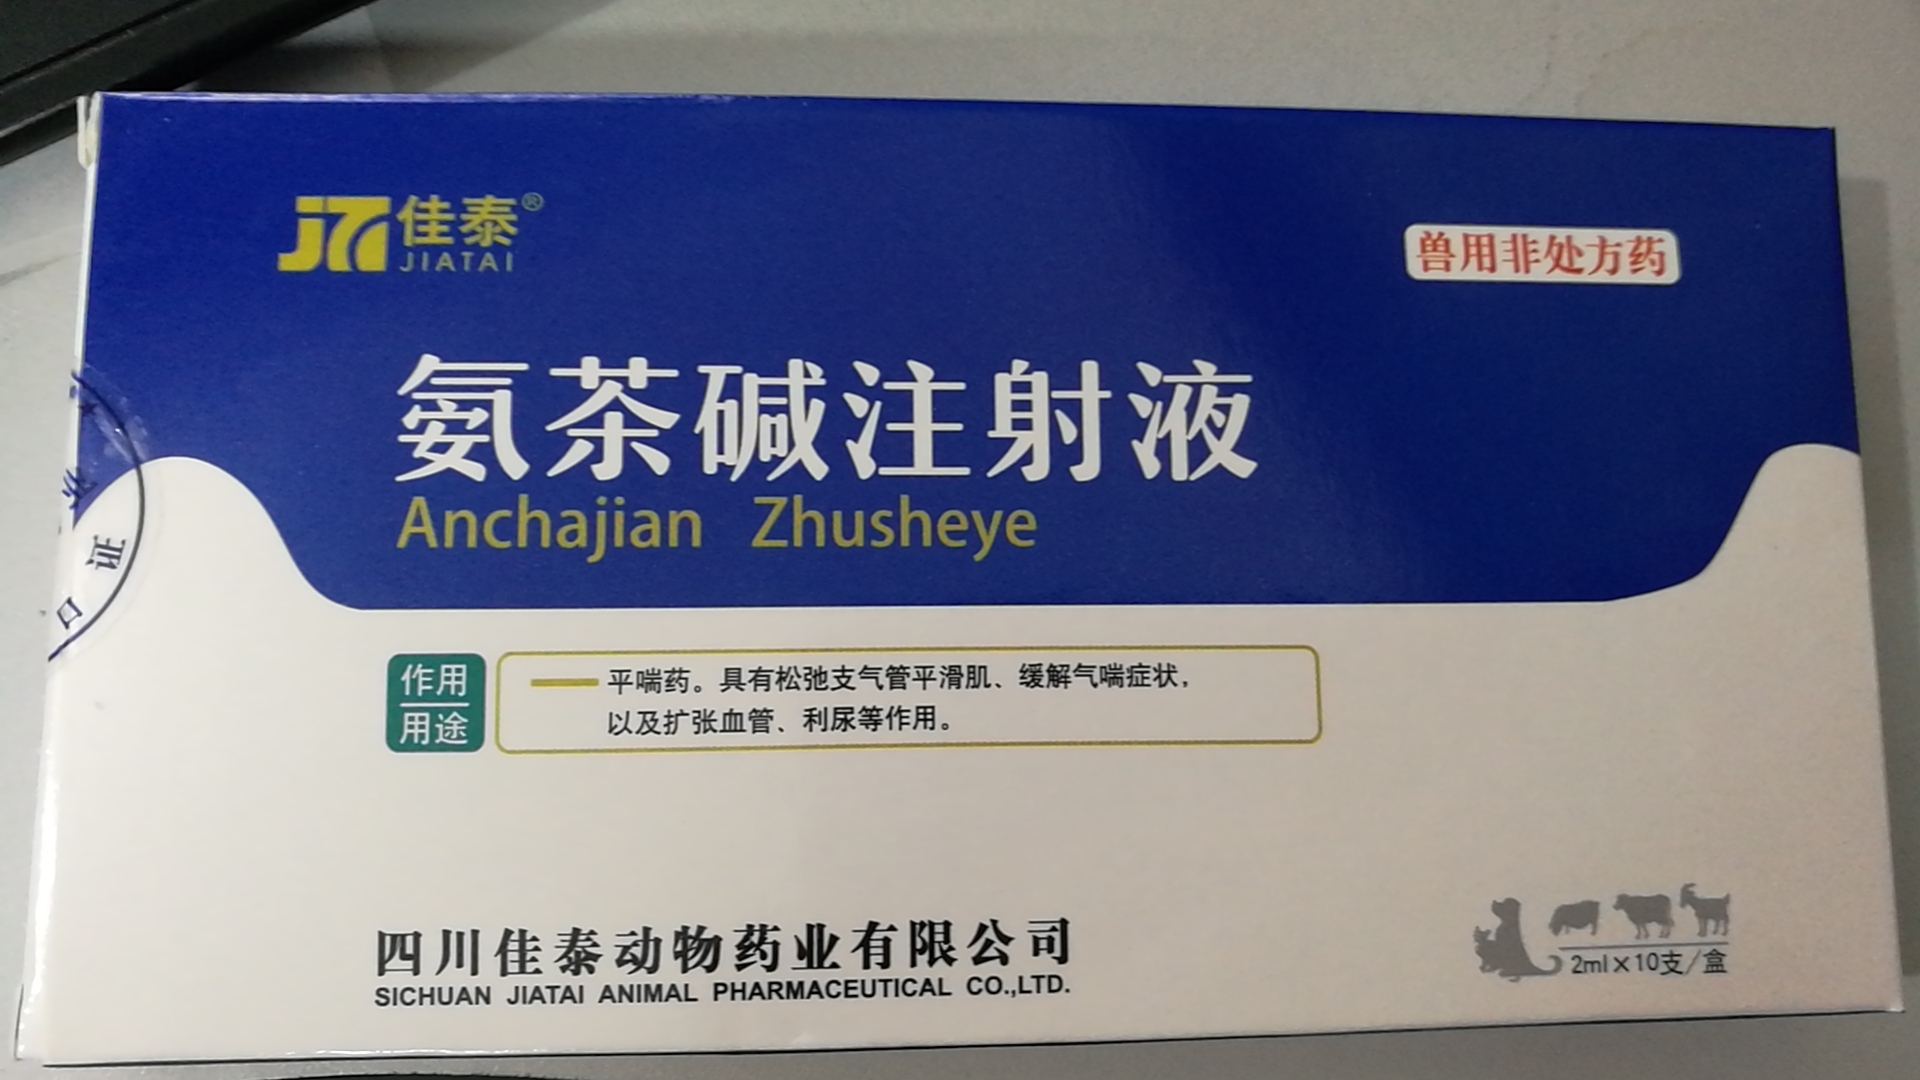 佳泰®
JIATAI
兽用非处方药
氨茶碱注射液
Anchajian Zhusheye
作用
用途
平喘药。具有松弛支气管平滑肌、缓解气喘症状，
以及扩张血管、利尿等作用。
证
口
四川佳泰动物药业有限公司
SICHUAN JIATAI ANIMAL PHARMACEUTICAL CO.,LTD.
2ml×10支/盒